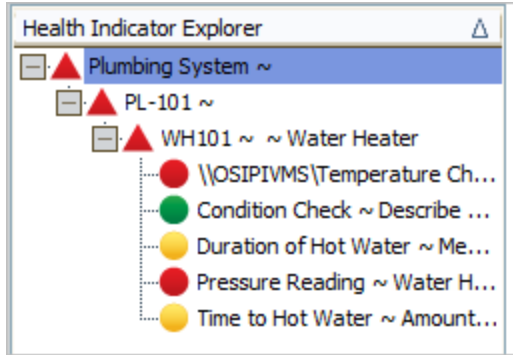 Health Indicator Explorer
Plumbing System ~
PL-101 ~
WH101 ~ ~ Water Heater
\\OSIPIVMS\Temperature Ch...
Condition Check ~ Describe ...
Duration of Hot Water ~ Me...
Pressure Reading ~ Water H...
Time to Hot Water ~ Amount...